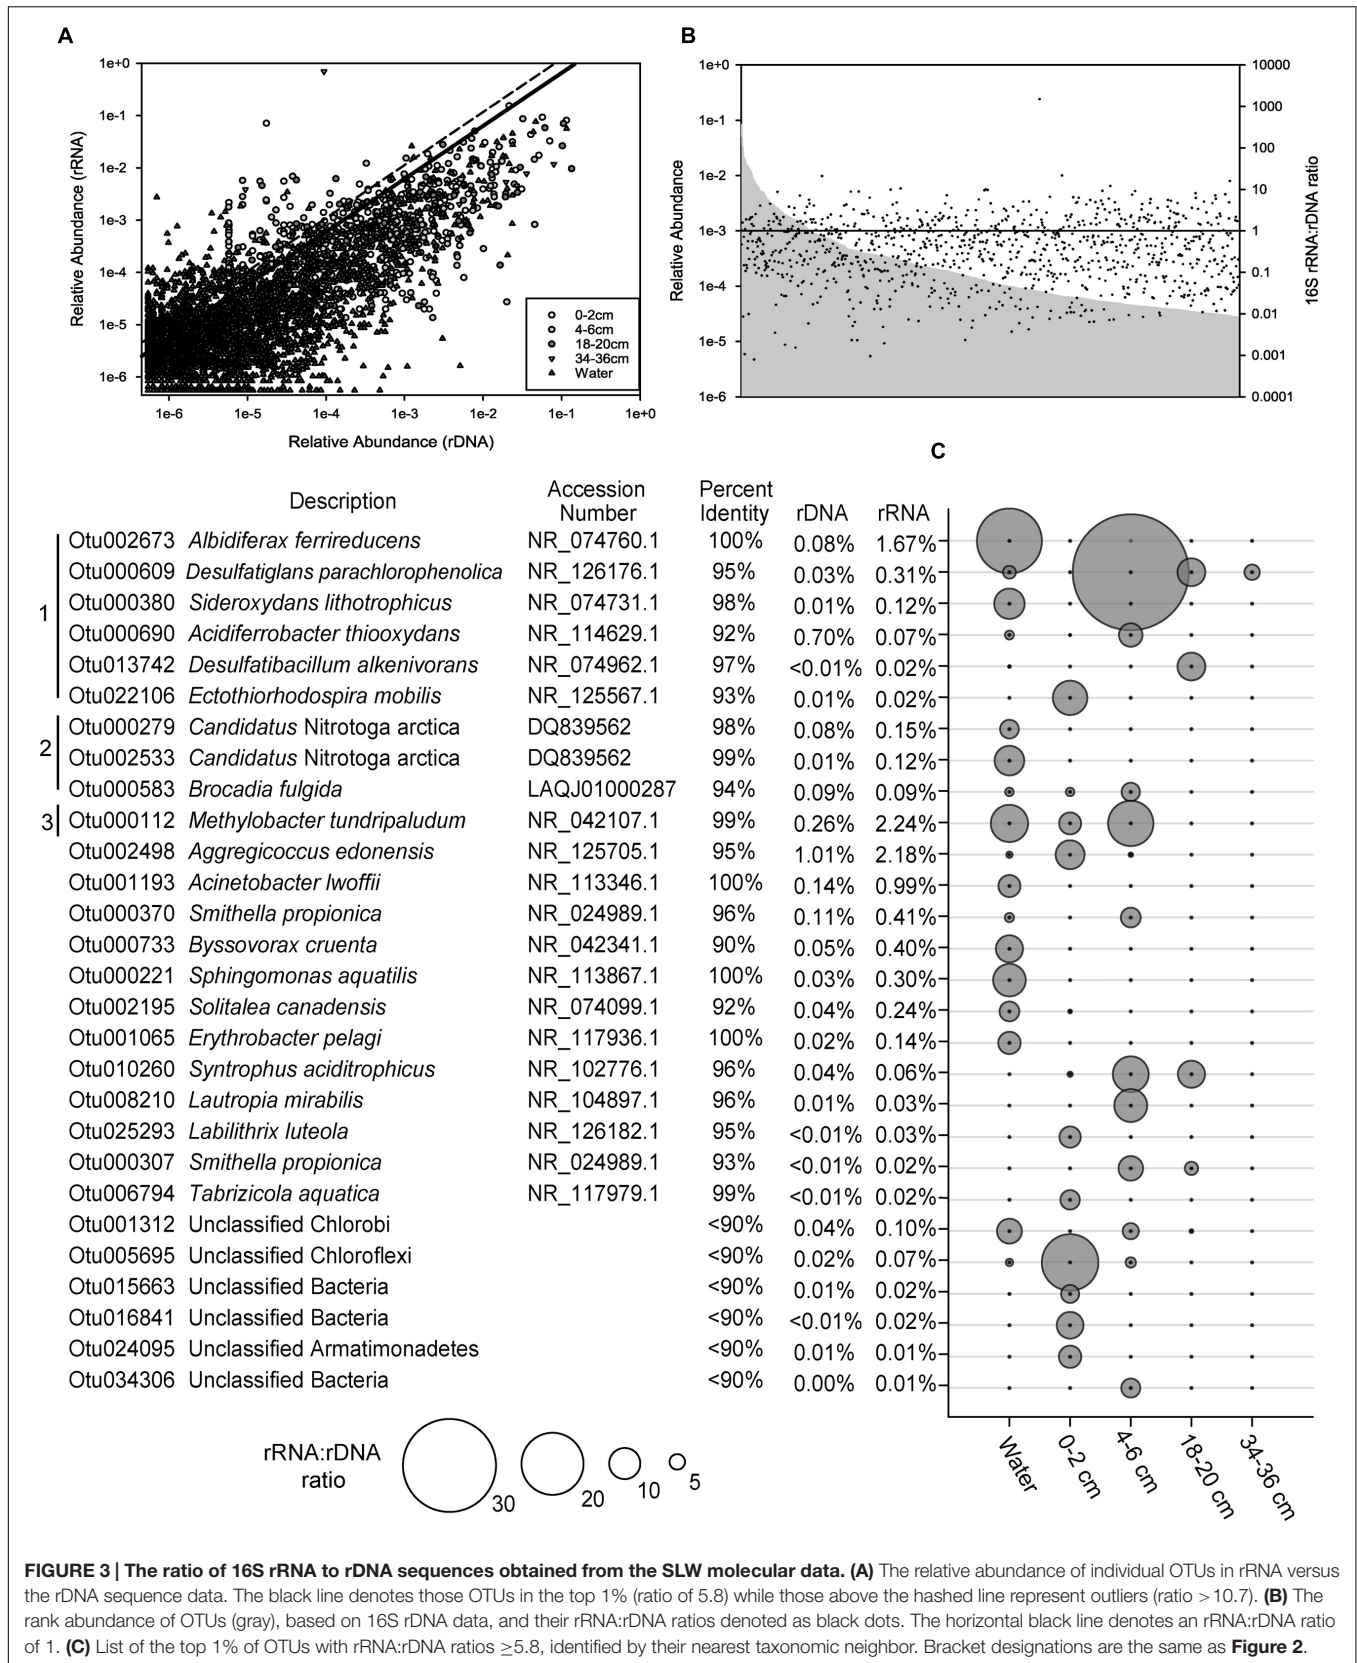 A
B
1e+0
1e-1
1e-2
1e-3
1e-4
1e-5
1e-6
Relative Abundance (rRNA)
1e-6 1e-5 1e-4 1e-3 1e-2 1e-1 1e+0
Relative Abundance (rDNA)
0-2cm
4-6cm
18-20cm
34-36cm
Water
1e+0
1e-1
1e-2
1e-3
1e-4
1e-5
1e-6
Relative Abundance
10000
1000
100
10
1
0.1
0.01
0.001
0.0001
16S rRNA:rDNA ratio
C
Description Accession Number Percent Identity rDNA rRNA
1
Otu002673 Albidiferax ferrireducens NR_074760.1 100% 0.08% 1.67%
Otu000609 Desulfatiglans parachlorophenolica NR_126176.1 95% 0.03% 0.31%
Otu000380 Sideroxydans lithotrophicus NR_074731.1 98% 0.01% 0.12%
Otu000690 Acidiferrobacter thiooxydans NR_114629.1 92% 0.70% 0.07%
Otu013742 Desulfatibacillum alkenivorans NR_074962.1 97% <0.01% 0.02%
Otu022106 Ectothiorhodospira mobilis NR_125567.1 93% 0.01% 0.02%
2
Otu000279 Candidatus Nitrotoga arctica DQ839562 98% 0.08% 0.15%
Otu002533 Candidatus Nitrotoga arctica DQ839562 99% 0.01% 0.12%
Otu000583 Brocadia fulgida LAQJ01000287 94% 0.09% 0.09%
3
Otu000112 Methylobacter tundripaludum NR_042107.1 99% 0.26% 2.24%
Otu002498 Aggregicoccus edonensis NR_125705.1 95% 1.01% 2.18%
Otu001193 Acinetobacter lwoffii NR_113346.1 100% 0.14% 0.99%
Otu000370 Smithella propionica NR_024989.1 96% 0.11% 0.41%
Otu000733 Byssovorax cruenta NR_042341.1 90% 0.05% 0.40%
Otu000221 Sphingomonas aquatilis NR_113867.1 100% 0.03% 0.30%
Otu002195 Solitalea canadensis NR_074099.1 92% 0.04% 0.24%
Otu001065 Erythrobacter pelagi NR_117936.1 100% 0.02% 0.14%
Otu010260 Syntrophus aciditrophicus NR_102776.1 96% 0.04% 0.06%
Otu008210 Lautropia mirabilis NR_104897.1 96% 0.01% 0.03%
Otu025293 Labilithrix luteola NR_126182.1 95% <0.01% 0.03%
Otu000307 Smithella propionica NR_024989.1 93% <0.01% 0.02%
Otu006794 Tabrizicola aquatica NR_117979.1 99% <0.01% 0.02%
Otu001312 Unclassified Chlorobi <90% 0.04% 0.10%
Otu005695 Unclassified Chloroflexi <90% 0.02% 0.07%
Otu015663 Unclassified Bacteria <90% 0.01% 0.02%
Otu016841 Unclassified Bacteria <90% <0.01% 0.02%
Otu024095 Unclassified Armatimonadetes <90% 0.01% 0.01%
Otu034306 Unclassified Bacteria <90% 0.00% 0.01%
Water 0-2 cm 4-6 cm 18-20 cm 34-36 cm
rRNA:rDNA
ratio
30 20 10 5
FIGURE 3 | The ratio of 16S rRNA to rDNA sequences obtained from the SLW molecular data. (A) The relative abundance of individual OTUs in rRNA versus
the rDNA sequence data. The black line denotes those OTUs in the top 1% (ratio of 5.8) while those above the hashed line represent outliers (ratio >10.7). (B) The
rank abundance of OTUs (gray), based on 16S rDNA data, and their rRNA:rDNA ratios denoted as black dots. The horizontal black line denotes an rRNA:rDNA ratio
of 1. (C) List of the top 1% of OTUs with rRNA:rDNA ratios ≥5.8, identified by their nearest taxonomic neighbor. Bracket designations are the same as Figure 2.